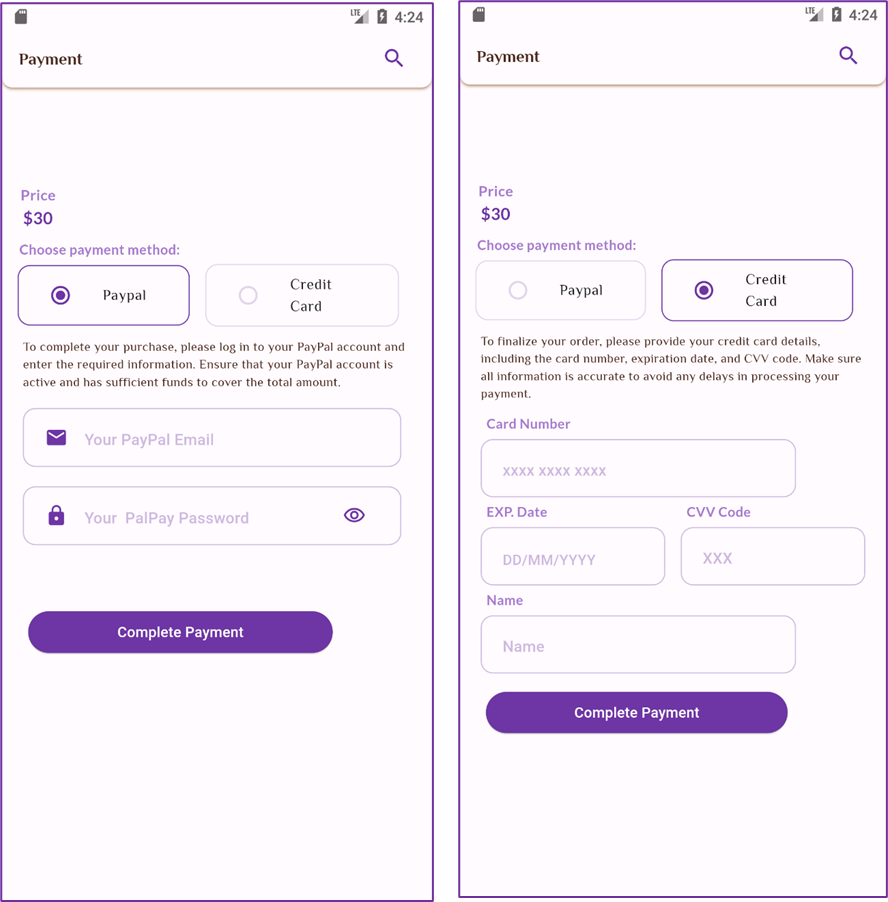 LTE 4:24
Payment
Price
$30
Choose payment method:
Paypal
Credit
Card
To complete your purchase, please log in to your PayPal account and
enter the required information. Ensure that your PayPal account is
active and has sufficient funds to cover the total amount.
Your PayPal Email
Your PalPay Password
Complete Payment
LTE 4:24
Payment
Price
$30
Choose payment method:
Paypal
Credit
Card
To finalize your order, please provide your credit card details,
including the card number, expiration date, and CVV code. Make sure
all information is accurate to avoid any delays in processing your
payment.
Card Number
xxxx xxxx xxxx
EXP. Date CVV Code
DD/MM/YYYY XXX
Name
Name
Complete Payment